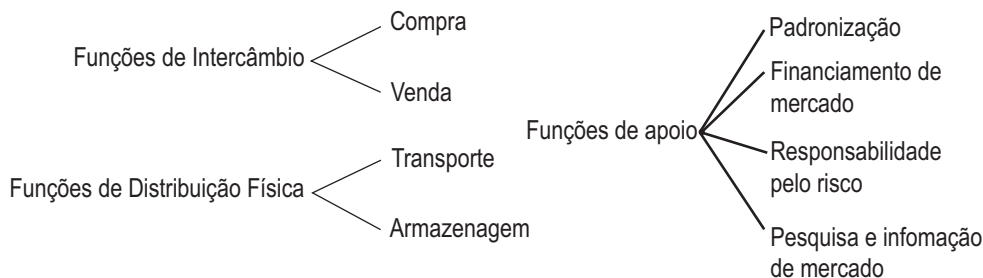 Funções de Intercâmbio
Compra
Venda
Funções de Distribuição Física
Transporte
Armazenagem
Funções de apoio
Padronização
Financiamento de
mercado
Responsabilidade
pelo risco
Pesquisa e infomação
de mercado